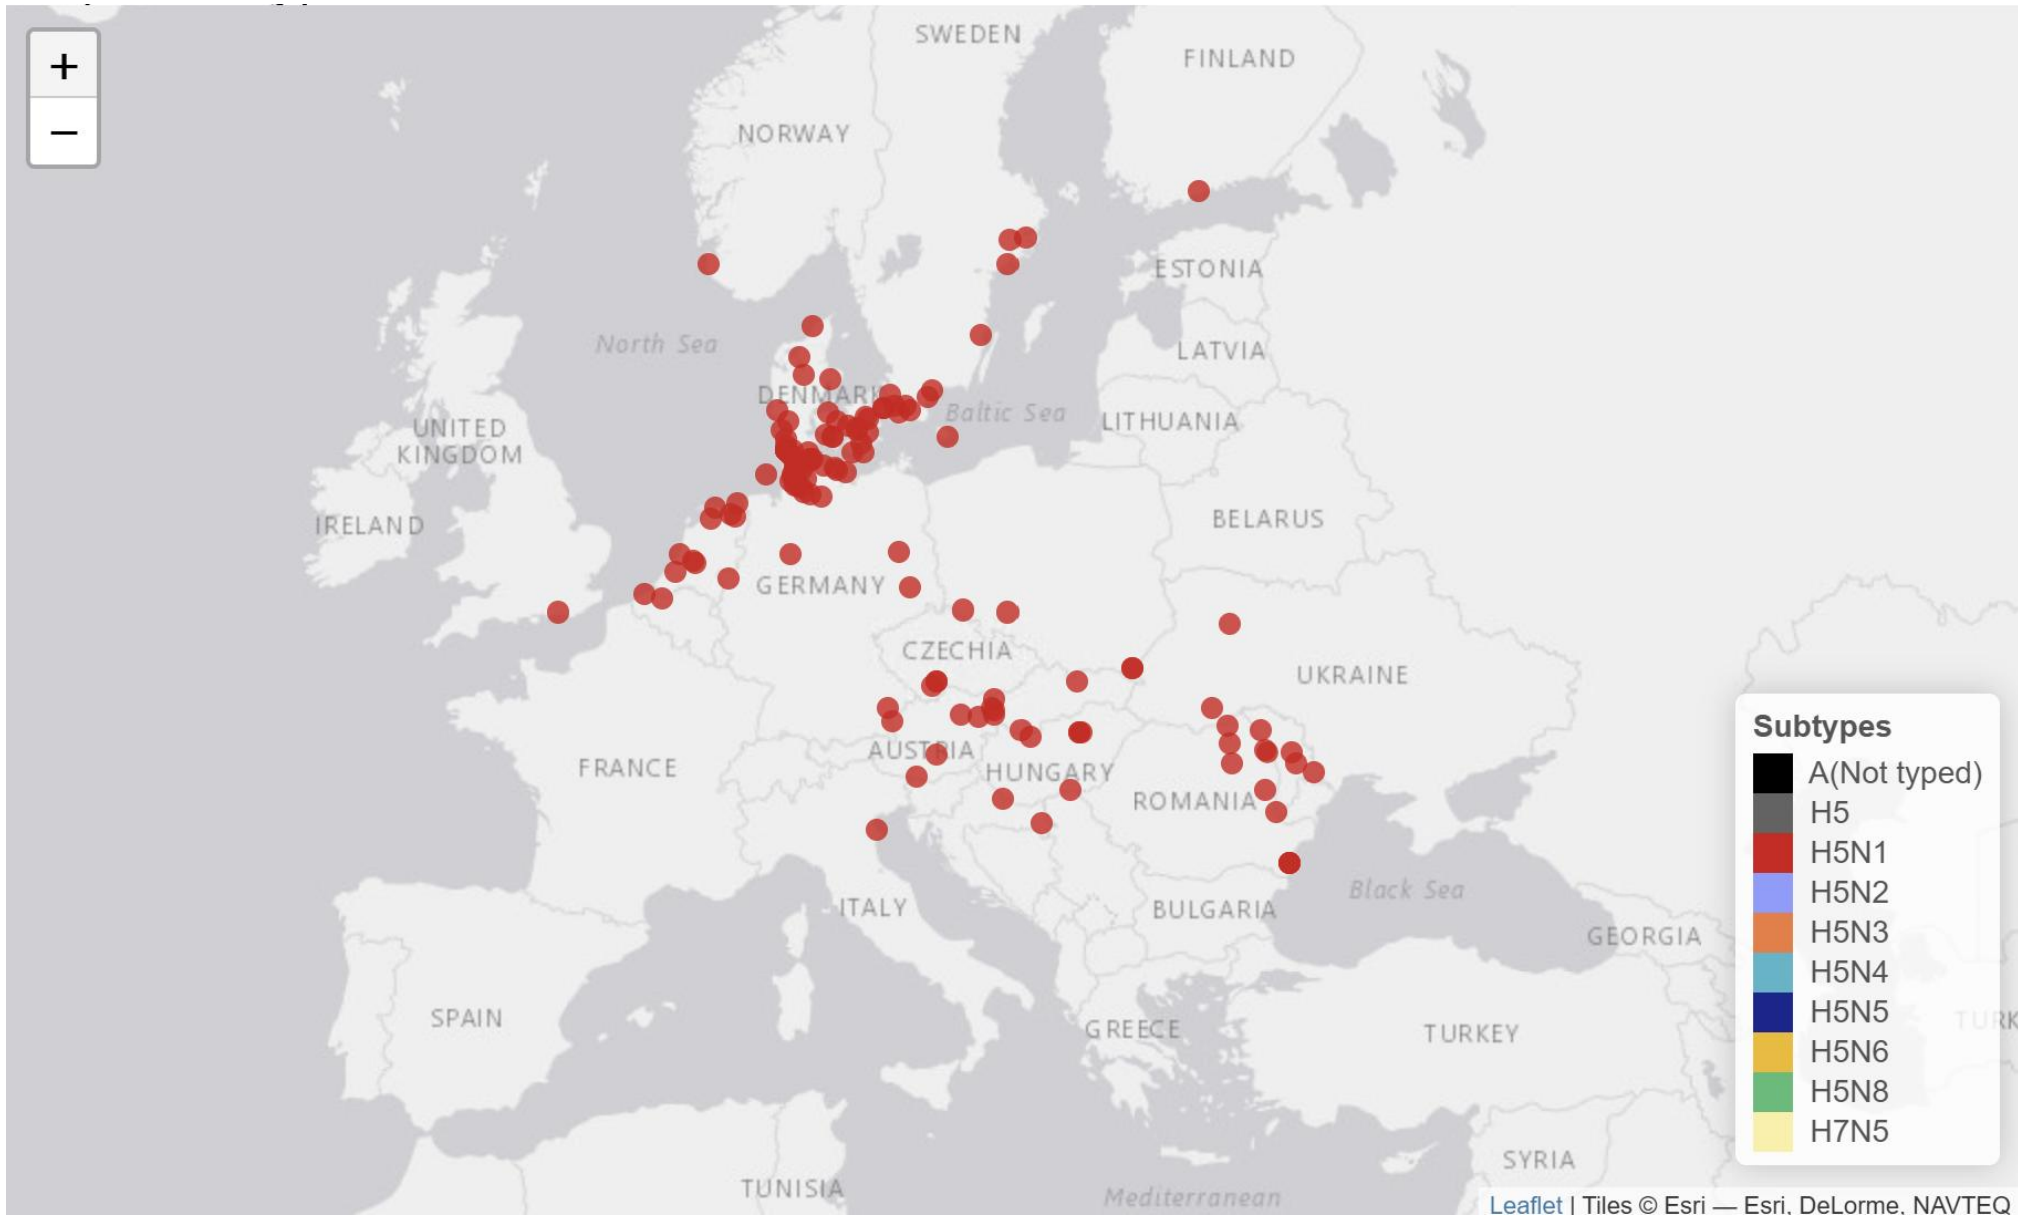 +
−
SWEDEN
FINLAND
NORWAY
ESTONIA
North Sea
LATVIA
DENMARK
Baltic Sea
LITHUANIA
UNITED
KINGDOM
IRELAND
BELARUS
GERMANY
CZECHIA
UKRAINE
AUSTRIA
FRANCE
HUNGARY
ROMANIA
Black Sea
ITALY
BULGARIA
GEORGIA
SPAIN
GREECE
TURKEY
TURK
SYRIA
TUNISIA
Mediterranean
Subtypes
A(Not typed)
H5
H5N1
H5N2
H5N3
H5N4
H5N5
H5N6
H5N8
H7N5
Leaflet | Tiles © Esri — Esri, DeLorme, NAVTEQ